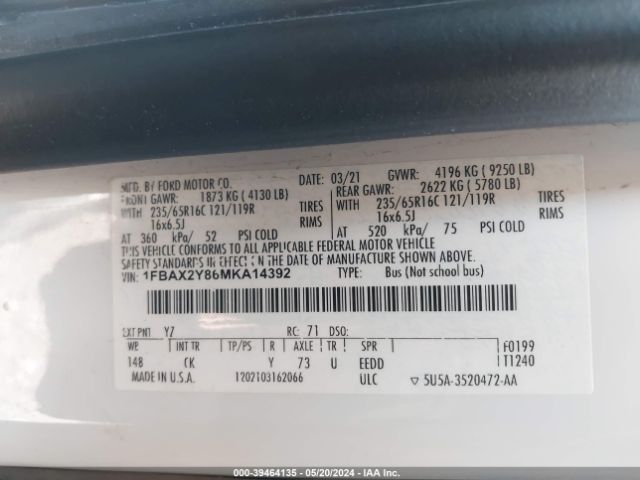 MFG. BY FORD MOTOR CO. DATE: 03/21 GVWR: 4196 KG ( 9250 LB)
FRONT GAWR: 1873 KG ( 4130 LB) REAR GAWR: 2622 KG ( 5780 LB)
WITH 235/65R16C 121/119R TIRES WITH 235/65R16C 121/119R TIRES
16x6.5J RIMS 16x6.5J RIMS
AT 360 kPa/ 52 PSI COLD AT 520 kPa/ 75 PSI COLD
THIS VEHICLE CONFORMS TO ALL APPLICABLE FEDERAL MOTOR VEHICLE
SAFETY STANDARDS IN EFFECT ON THE DATE OF MANUFACTURE SHOWN ABOVE.
VIN: 1FBAX2Y86MKA14392 TYPE: Bus (Not school bus)
EXT PNT YZ RC: 71 DSO:
WB INT TR TP/PS R AXLE TR SPR F0199
148 CK Y 73 U EEDD T1240
MADE IN U.S.A. 1202103162066 ULC ▽ 5U5A-3520472-AA
Stock #: 39464135 - 05/20/2024 - IAA Inc.